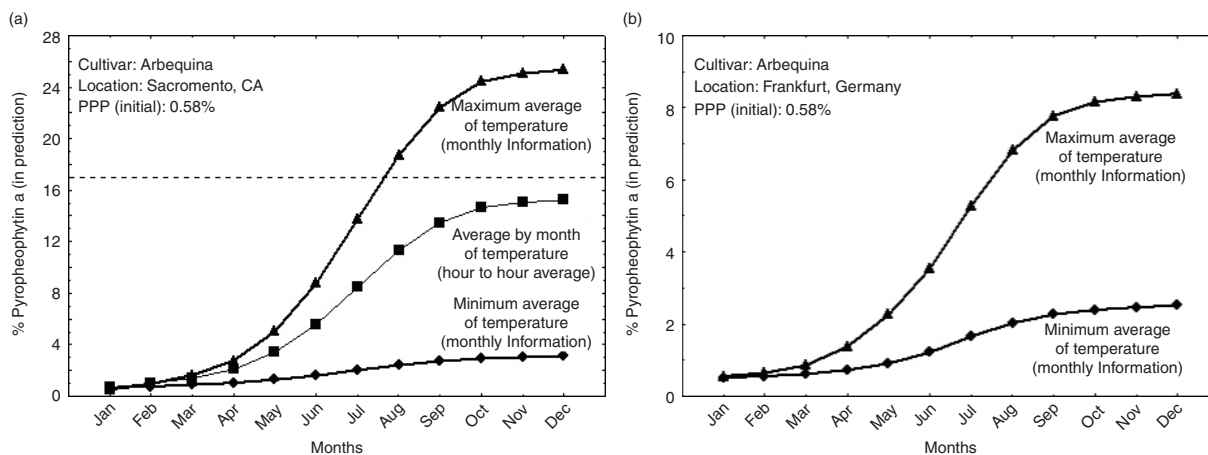 (a)
28
24
20
16
12
8
4
0
% Pyropheophytin a (in prediction)
Cultivar: Arbequina
Location: Sacromento, CA
PPP (initial): 0.58%
Maximum average
of temperature
(monthly Information)
Average by month
of temperature
(hour to hour average)
Minimum average
of temperature
(monthly Information)
Jan
Feb
Mar
Apr
May
Jun
Jul
Aug
Sep
Oct
Nov
Dec
Months
(b)
10
8
6
4
2
0
% Pyropheophytin a (in prediction)
Cultivar: Arbequina
Location: Frankfurt, Germany
PPP (initial): 0.58%
Maximum average
of temperature
(monthly Information)
Minimum average
of temperature
(monthly Information)
Jan
Feb
Mar
Apr
May
Jun
Jul
Aug
Sep
Oct
Nov
Dec
Months